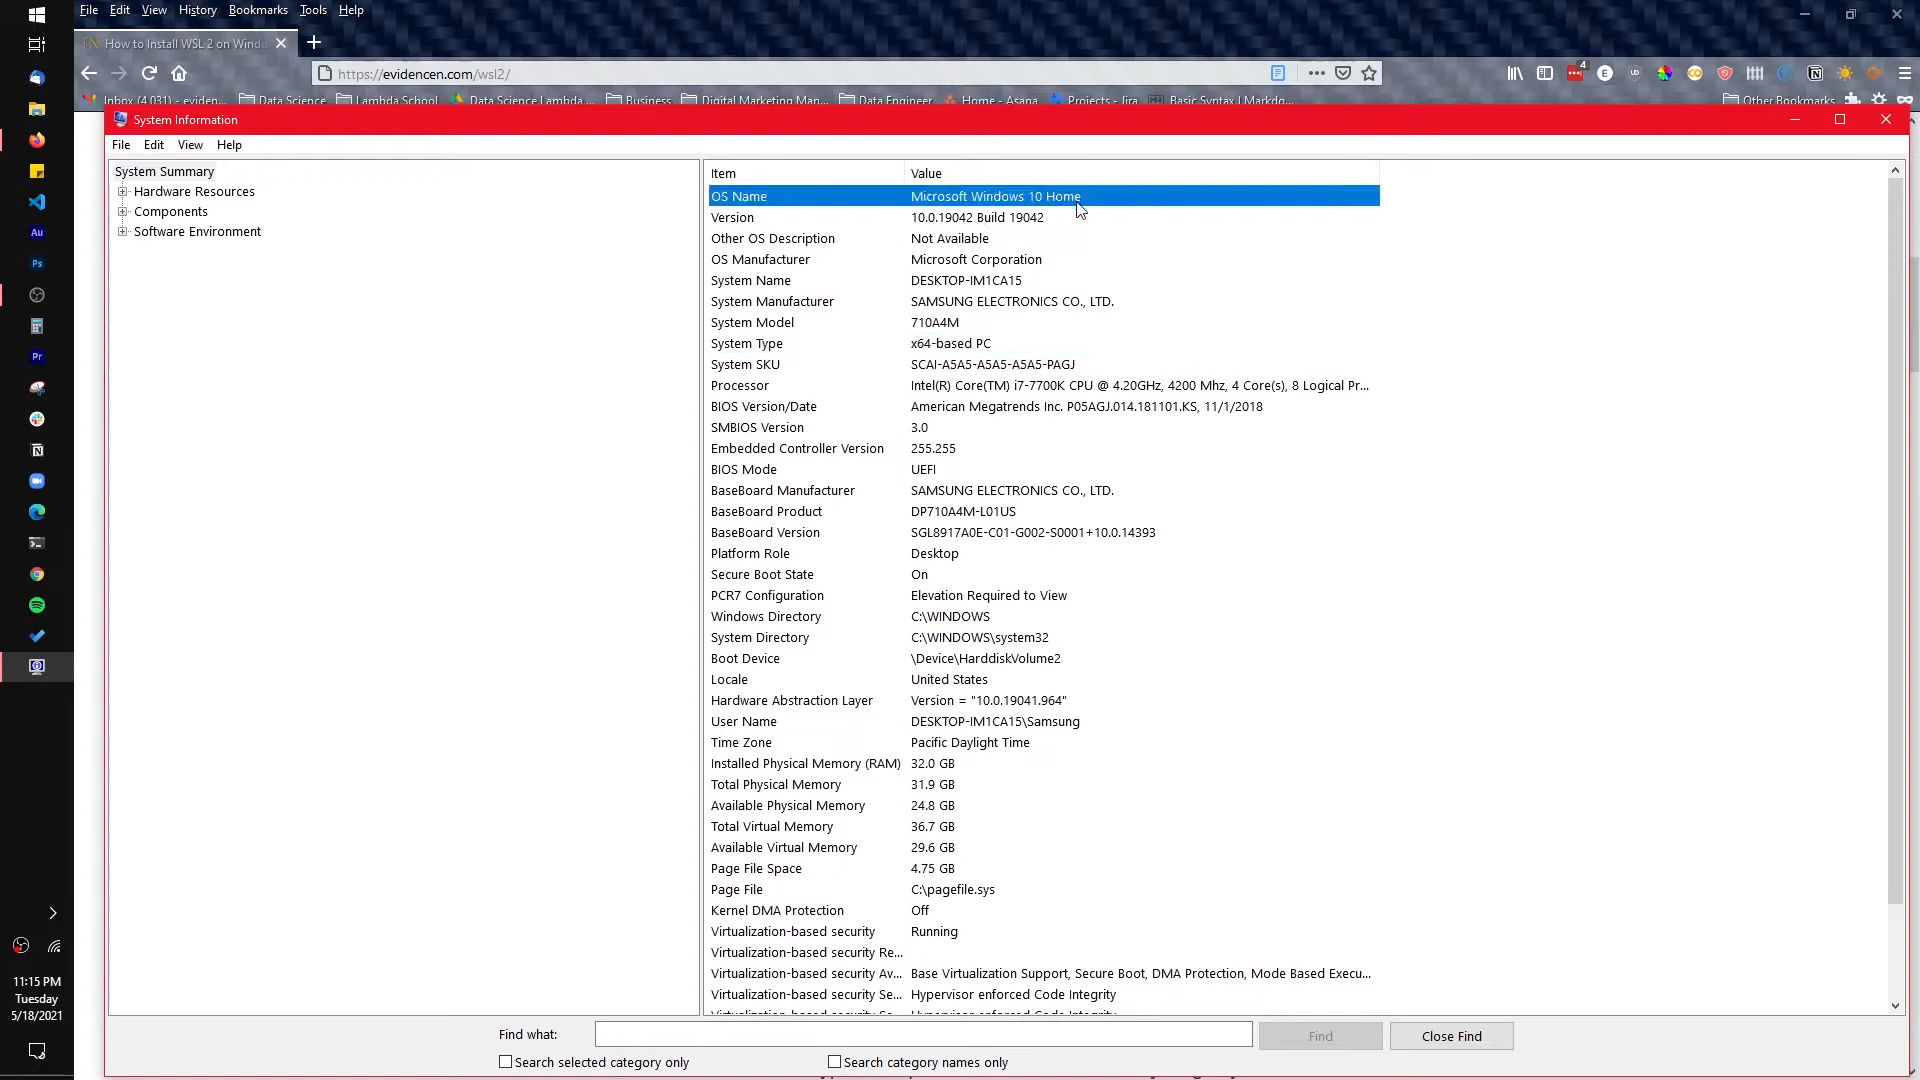 File Edit View History Bookmarks Tools Help
How to Install WSL 2 on Windo
https://evidencen.com/wsl2/
4
Inbox (4,031) - eviden... Data Science Lambda School Data Science Lambda ... Business Digital Marketing Man... Data Engineer Home - Asana Projects - Jira Basic Syntax | Markdo... Other Bookmarks
System Information
File Edit View Help
System Summary
Hardware Resources
Components
Software Environment
Item Value
OS Name Microsoft Windows 10 Home
Version 10.0.19042 Build 19042
Other OS Description Not Available
OS Manufacturer Microsoft Corporation
System Name DESKTOP-IM1CA15
System Manufacturer SAMSUNG ELECTRONICS CO., LTD.
System Model 710A4M
System Type x64-based PC
System SKU SCAI-A5A5-A5A5-A5A5-PAGJ
Processor Intel(R) Core(TM) i7-7700K CPU @ 4.20GHz, 4200 Mhz, 4 Core(s), 8 Logical Pr...
BIOS Version/Date American Megatrends Inc. P05AGJ.014.181101.KS, 11/1/2018
SMBIOS Version 3.0
Embedded Controller Version 255.255
BIOS Mode UEFI
BaseBoard Manufacturer SAMSUNG ELECTRONICS CO., LTD.
BaseBoard Product DP710A4M-L01US
BaseBoard Version SGL8917A0E-C01-G002-S0001+10.0.14393
Platform Role Desktop
Secure Boot State On
PCR7 Configuration Elevation Required to View
Windows Directory C:\WINDOWS
System Directory C:\WINDOWS\system32
Boot Device \Device\HarddiskVolume2
Locale United States
Hardware Abstraction Layer Version = "10.0.19041.964"
User Name DESKTOP-IM1CA15\Samsung
Time Zone Pacific Daylight Time
Installed Physical Memory (RAM) 32.0 GB
Total Physical Memory 31.9 GB
Available Physical Memory 24.8 GB
Total Virtual Memory 36.7 GB
Available Virtual Memory 29.6 GB
Page File Space 4.75 GB
Page File C:\pagefile.sys
Kernel DMA Protection Off
Virtualization-based security Running
Virtualization-based security Re...
Virtualization-based security Av... Base Virtualization Support, Secure Boot, DMA Protection, Mode Based Execu...
Virtualization-based security Se... Hypervisor enforced Code Integrity
Find what: Find Close Find
Search selected category only Search category names only
Au
Ps
Pr
11:15 PM
Tuesday
5/18/2021